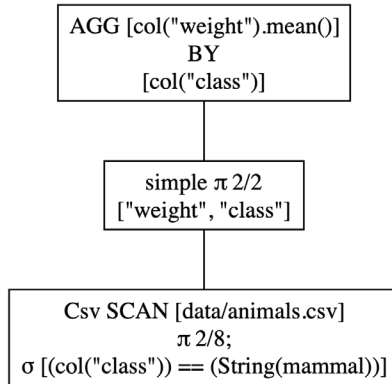 AGG [col("weight").mean()]
BY
[col("class")]
simple π 2/2
["weight", "class"]
Csv SCAN [data/animals.csv]
π 2/8;
σ [(col("class")) == (String(mammal))]